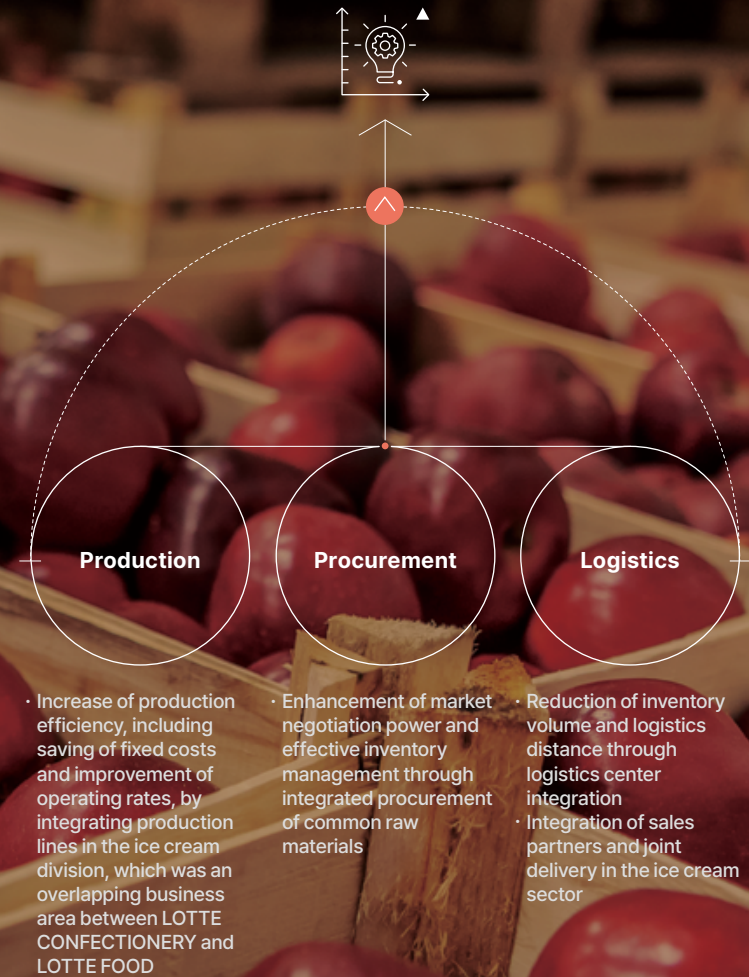 Production
Procurement
Logistics
· Increase of production
efficiency, including
saving of fixed costs
and improvement of
operating rates, by
integrating production
lines in the ice cream
division, which was an
overlapping business
area between LOTTE
CONFECTIONERY and
LOTTE FOOD
· Enhancement of market
negotiation power and
effective inventory
management through
integrated procurement
of common raw
materials
· Reduction of inventory
volume and logistics
distance through
logistics center
integration
· Integration of sales
partners and joint
delivery in the ice cream
sector